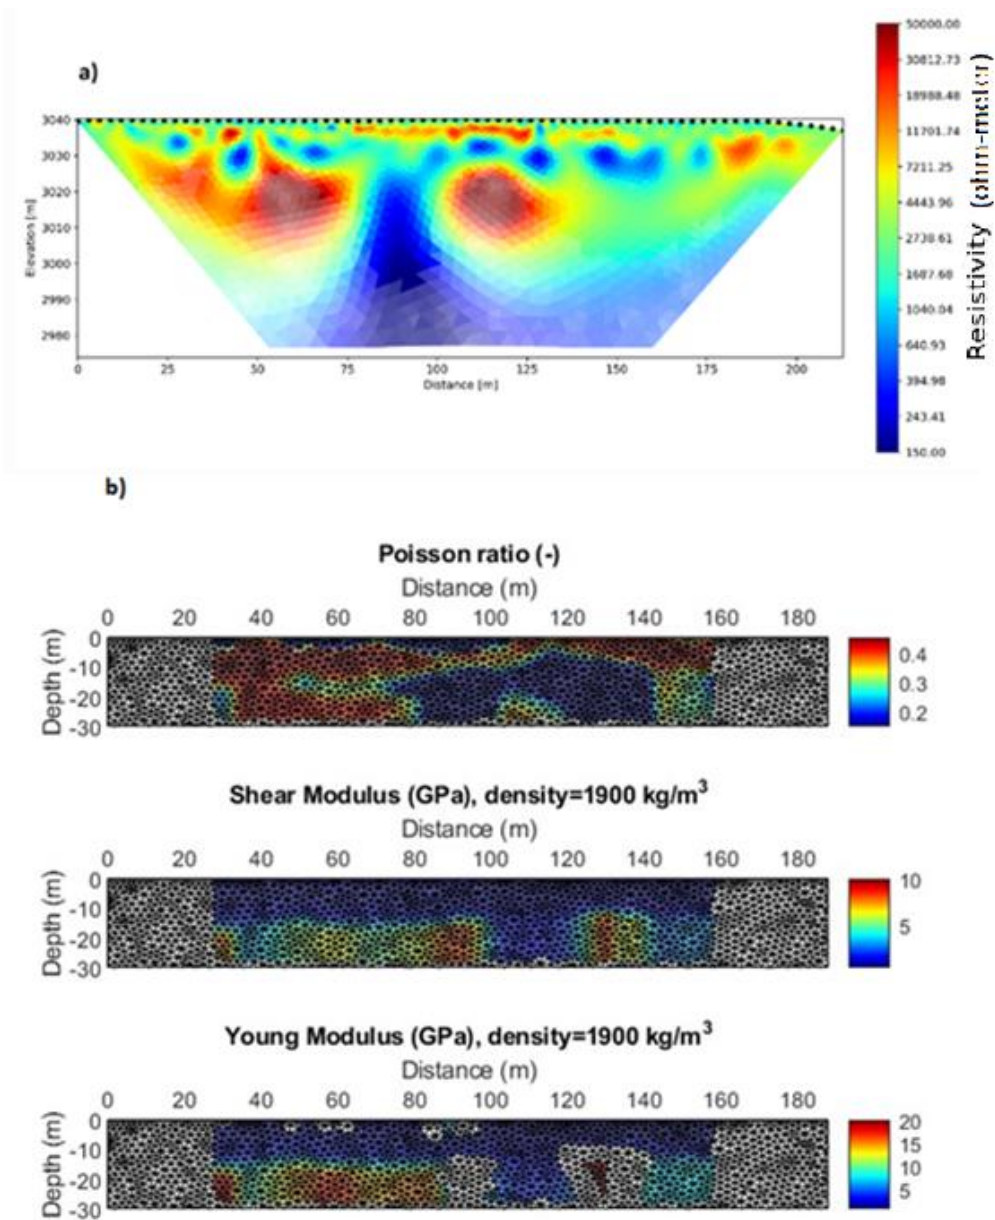 a)
50000.00
30812.73
18988.48
11701.74
7211.25
4443.96
2738.61
1687.68
1040.04
640.93
394.98
243.41
150.00
Resistivity (ohm-meter)
3040
3030
3020
3010
3000
2990
2980
Elevation [m]
0 25 50 75 100 125 150 175 200
Distance [m]
b)
Poisson ratio (-)
Distance (m)
0 20 40 60 80 100 120 140 160 180
0
-10
-20
-30
Depth (m)
0.4
0.3
0.2
Shear Modulus (GPa), density=1900 kg/m³
Distance (m)
0 20 40 60 80 100 120 140 160 180
0
-10
-20
-30
Depth (m)
10
5
Young Modulus (GPa), density=1900 kg/m³
Distance (m)
0 20 40 60 80 100 120 140 160 180
0
-10
-20
-30
Depth (m)
20
15
10
5